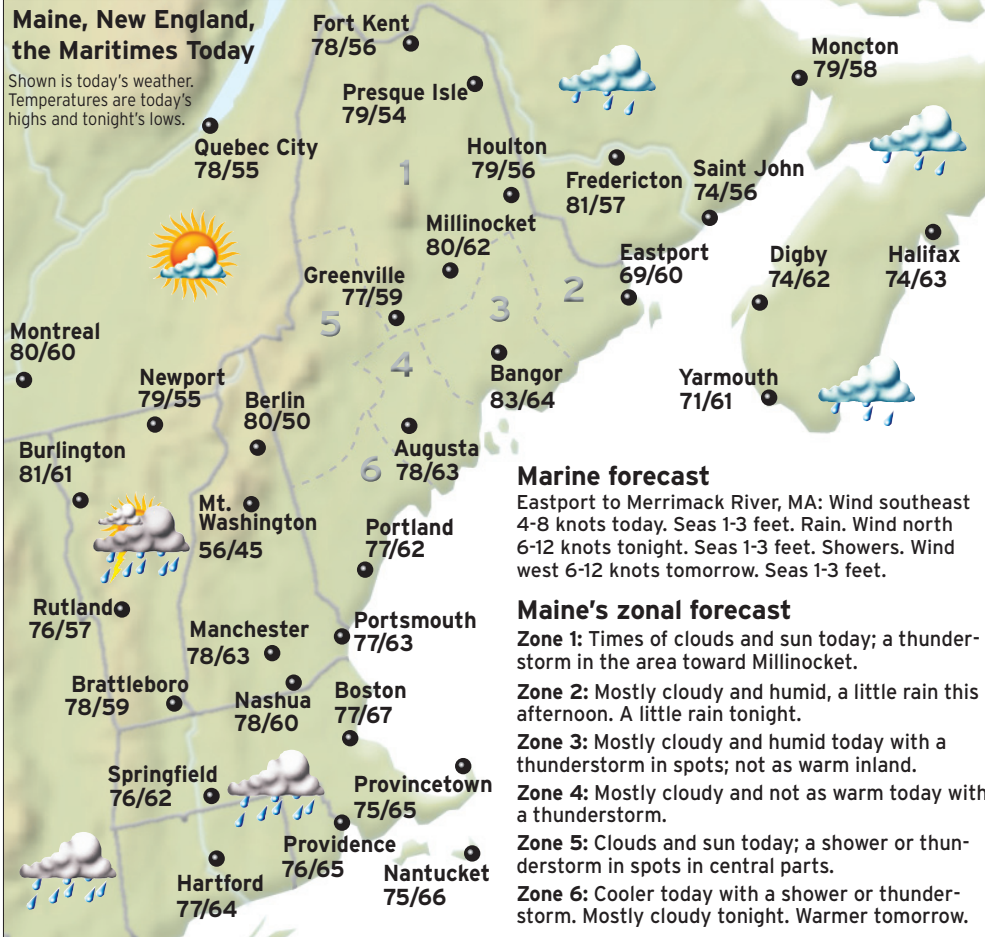 Maine, New England,
the Maritimes Today
Shown is today's weather.
Temperatures are today's
highs and tonight's lows.
Fort Kent
78/56
Presque Isle
79/54
Moncton
79/58
Quebec City
78/55
1
Houlton
79/56
Fredericton
81/57
Saint John
74/56
Millinocket
80/62
Greenville
77/59
Eastport
69/60
Digby
74/62
Halifax
74/63
5
3
2
4
Montreal
80/60
Newport
79/55
Berlin
80/50
Bangor
83/64
Yarmouth
71/61
Burlington
81/61
Augusta
78/63
6
Mt.
Washington
56/45
Portland
77/62
Rutland
76/57
Manchester
78/63
Portsmouth
77/63
Brattleboro
78/59
Nashua
78/60
Boston
77/67
Springfield
76/62
Provincetown
75/65
Providence
76/65
Hartford
77/64
Nantucket
75/66
Marine forecast
Eastport to Merrimack River, MA: Wind southeast
4-8 knots today. Seas 1-3 feet. Rain. Wind north
6-12 knots tonight. Seas 1-3 feet. Showers. Wind
west 6-12 knots tomorrow. Seas 1-3 feet.
Maine's zonal forecast
Zone 1: Times of clouds and sun today; a thunder-
storm in the area toward Millinocket.
Zone 2: Mostly cloudy and humid, a little rain this
afternoon. A little rain tonight.
Zone 3: Mostly cloudy and humid today with a
thunderstorm in spots; not as warm inland.
Zone 4: Mostly cloudy and not as warm today with
a thunderstorm.
Zone 5: Clouds and sun today; a shower or thun-
derstorm in spots in central parts.
Zone 6: Cooler today with a shower or thunder-
storm. Mostly cloudy tonight. Warmer tomorrow.